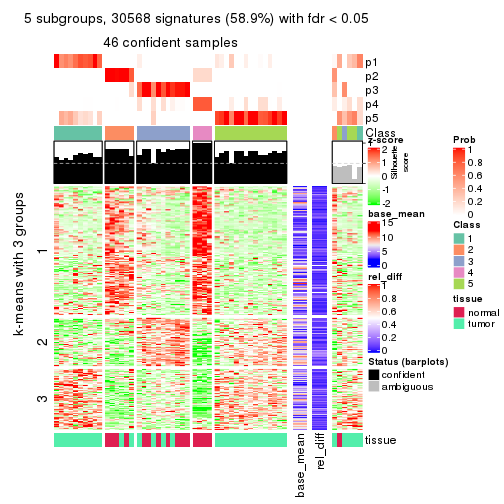 5 subgroups, 30568 signatures (58.9%) with fdr < 0.05
46 confident samples
p1
p2
p3
p4
p5
Class
k-means with 3 groups
1
2
3
z-score
2
1
0
-1
-2
Silhouette
score
base_mean
15
10
5
0
rel_diff
1
0.8
0.6
0.4
0.2
0
Status (barplots)
confident
ambiguous
Prob
1
0.8
0.6
0.4
0.2
0
Class
1
2
3
4
5
tissue
normal
tumor
tissue
base_mean
rel_diff